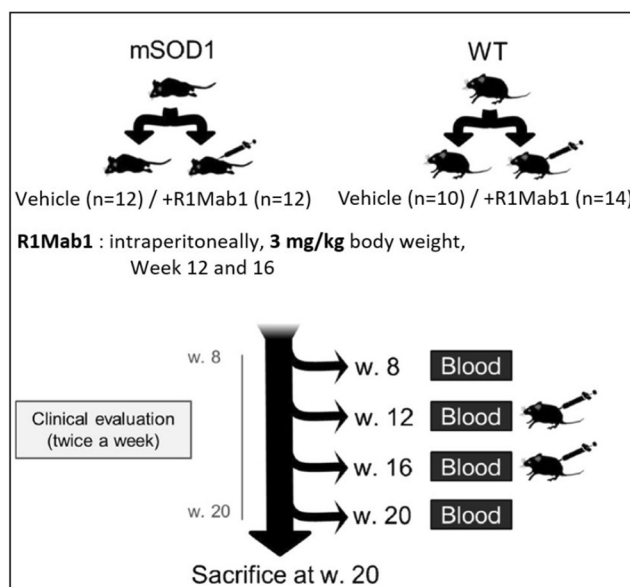 mSOD1 WT
Vehicle (n=12) / +R1Mab1 (n=12) Vehicle (n=10) / +R1Mab1 (n=14)
R1Mab1 : intraperitoneally, 3 mg/kg body weight,
Week 12 and 16
w. 8
w. 8 Blood
Clinical evaluation
(twice a week)
w. 12 Blood
w. 16 Blood
w. 20
w. 20 Blood
Sacrifice at w. 20